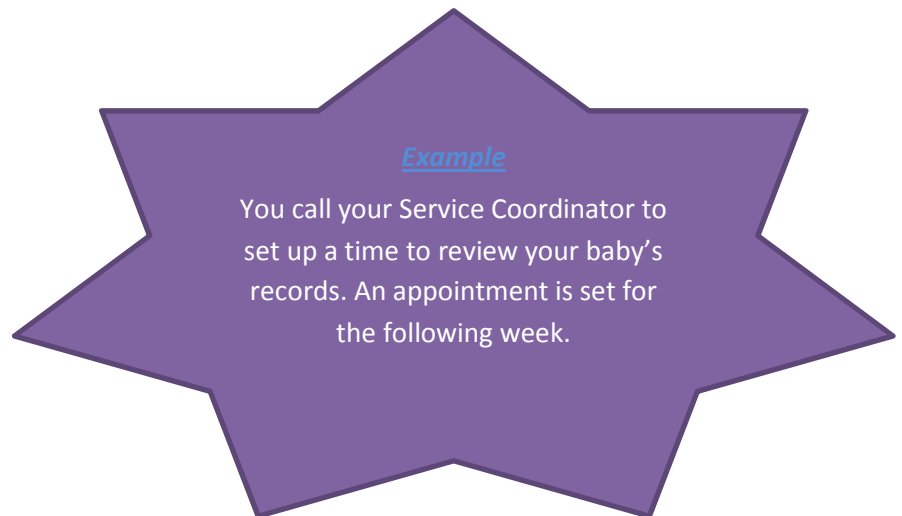 Example
You call your Service Coordinator to
set up a time to review your baby’s
records. An appointment is set for
the following week.